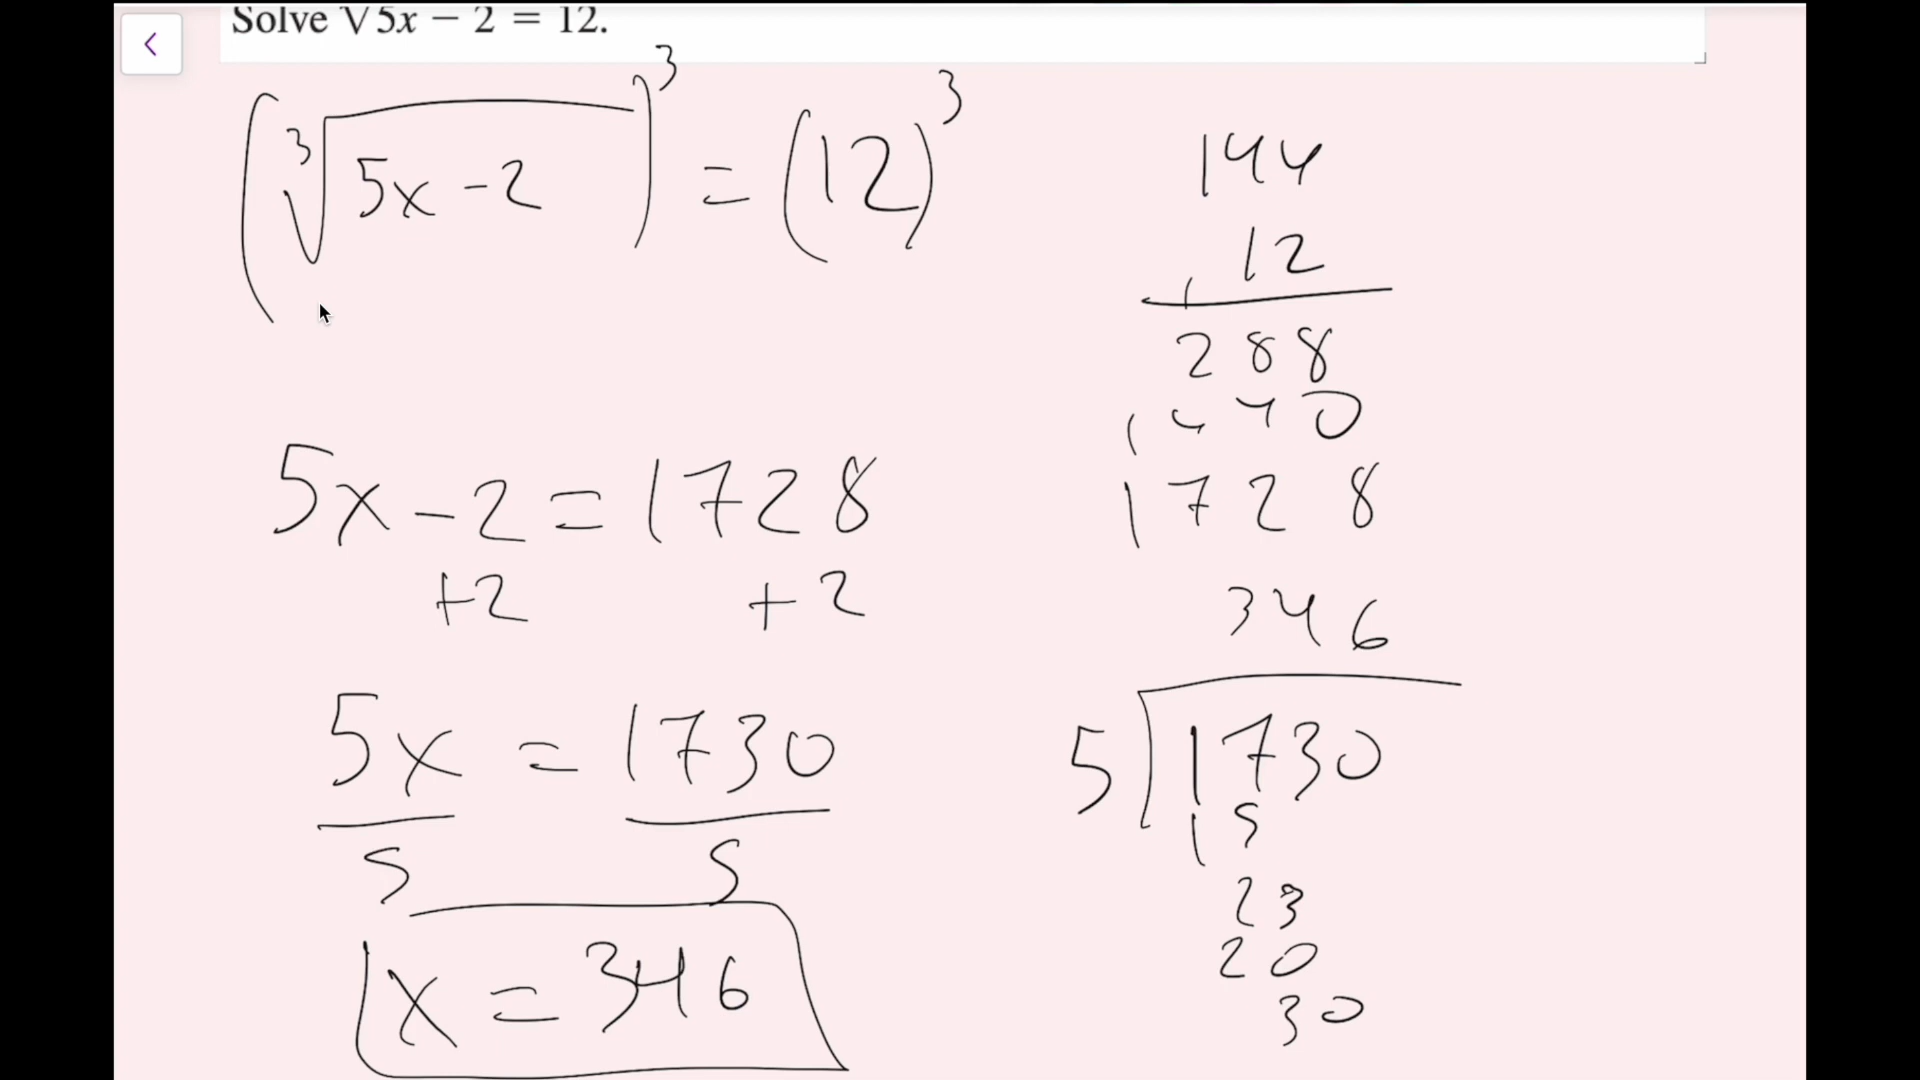 Solve √5x − 2 = 12.
(∛5x - 2)³ = (12)³
5x - 2 = 1728
+2 +2
5x = 1730
5 5
x = 346
144
12
288
1440
1728
346
5 1730
15
23
20
30